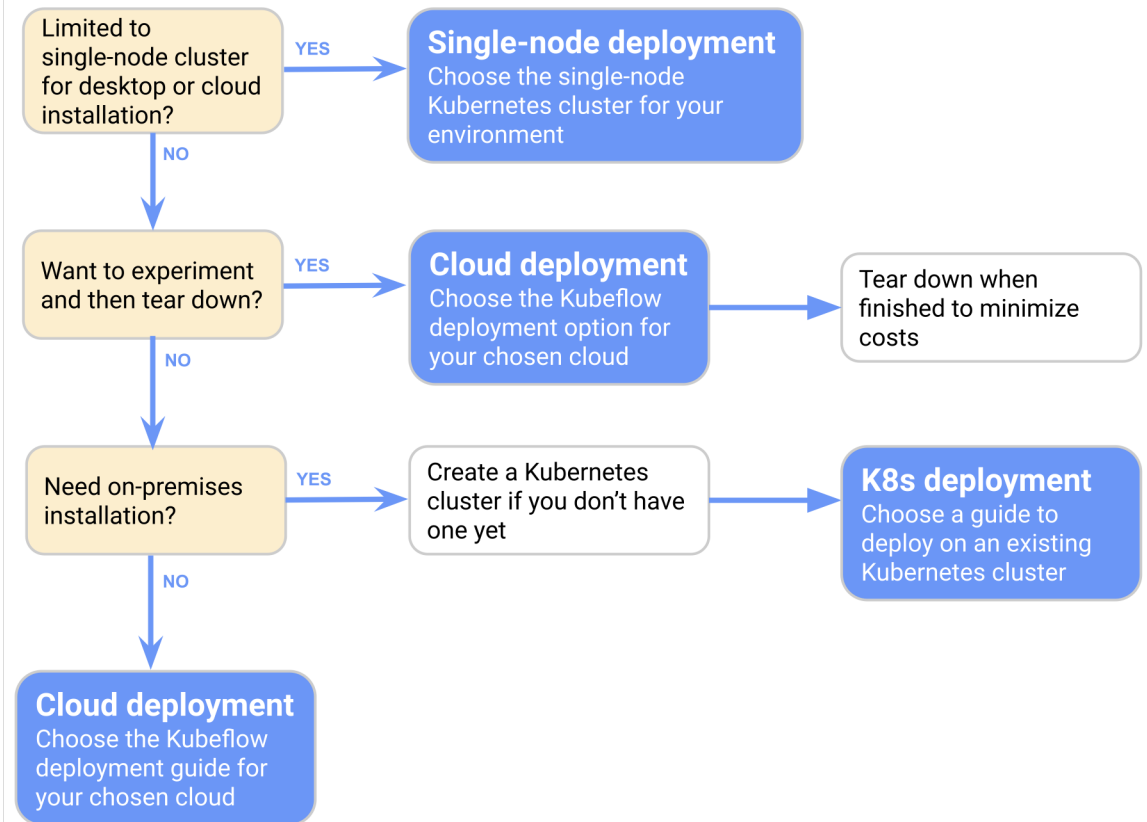 Limited to
single-node cluster
for desktop or cloud
installation?
YES
Single-node deployment
Choose the single-node
Kubernetes cluster for your
environment
NO
Want to experiment
and then tear down?
YES
Cloud deployment
Choose the Kubeflow
deployment option for
your chosen cloud
Tear down when
finished to minimize
costs
NO
Need on-premises
installation?
YES
Create a Kubernetes
cluster if you don’t have
one yet
K8s deployment
Choose a guide to
deploy on an existing
Kubernetes cluster
NO
Cloud deployment
Choose the Kubeflow
deployment guide for
your chosen cloud